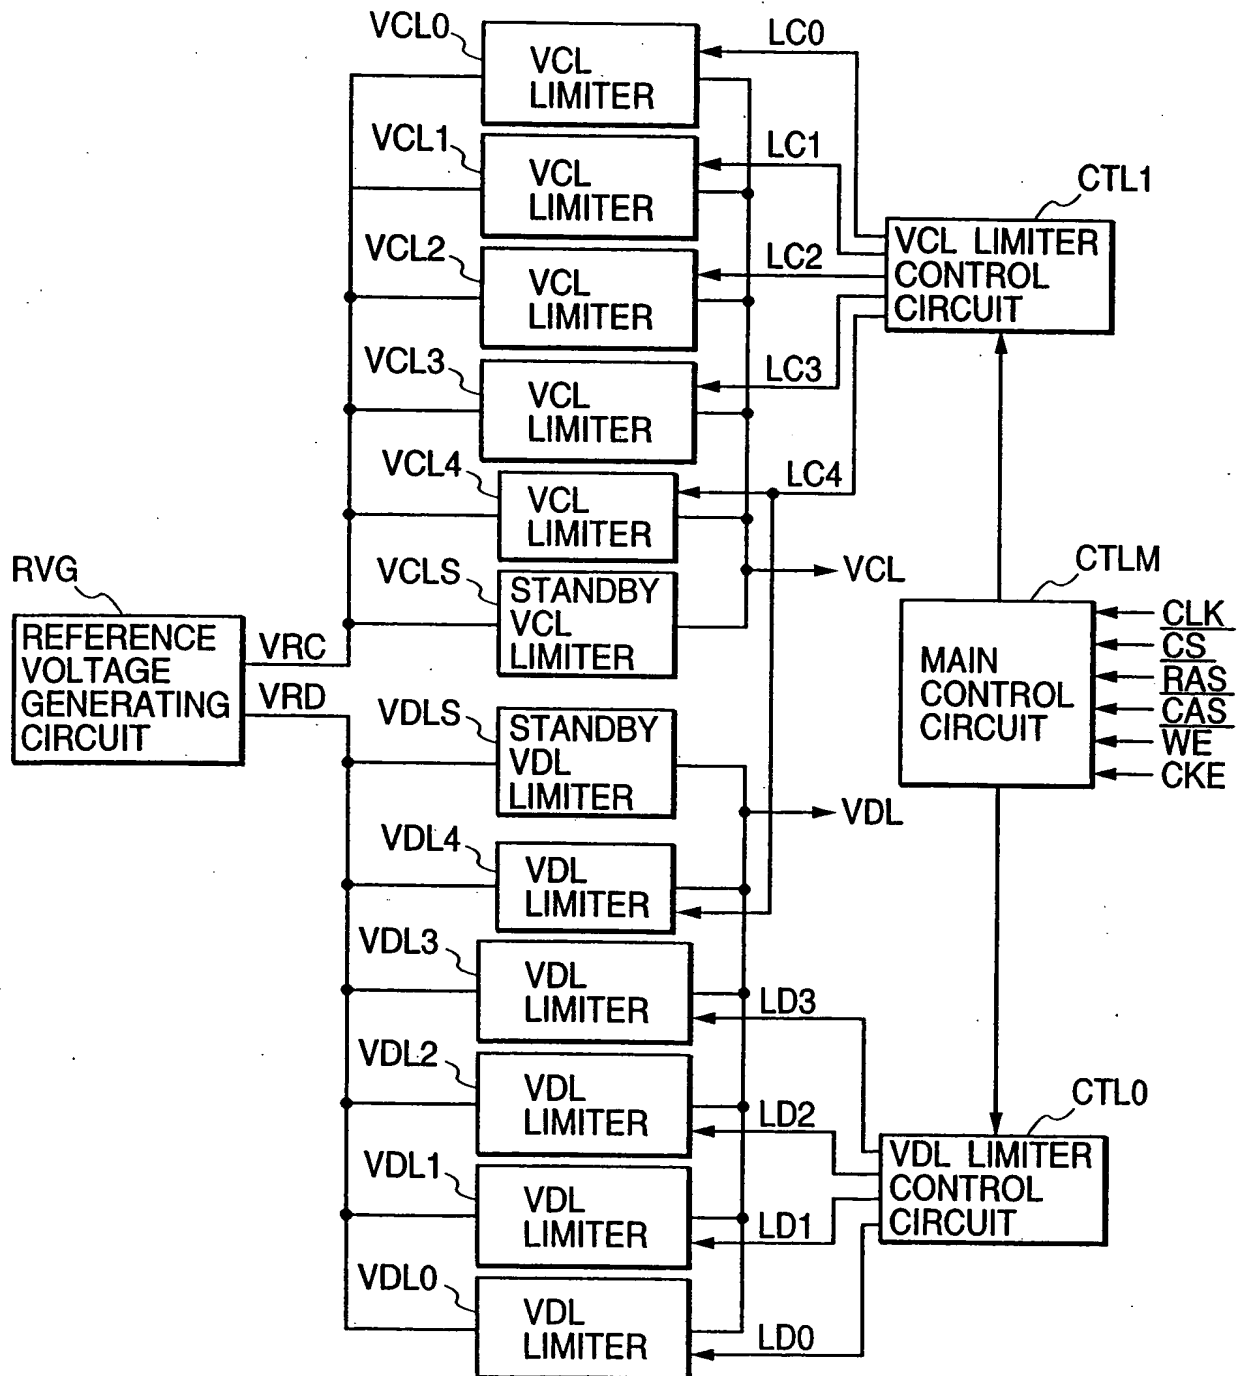 VCL0
VCL
LIMITER
LC0
VCL1
VCL
LIMITER
LC1
CTL1
VCL LIMITER
CONTROL
CIRCUIT
VCL2
VCL
LIMITER
LC2
VCL3
VCL
LIMITER
LC3
VCL4
VCL
LIMITER
LC4
VCLS
STANDBY
VCL
LIMITER
VCL
RVG
REFERENCE
VOLTAGE
GENERATING
CIRCUIT
VRC
VRD
CTLM
MAIN
CONTROL
CIRCUIT
CLK
CS
RAS
CAS
WE
CKE
VDLS
STANDBY
VDL
LIMITER
VDL
VDL4
VDL
LIMITER
VDL3
VDL
LIMITER
LD3
VDL2
VDL
LIMITER
LD2
CTL0
VDL LIMITER
CONTROL
CIRCUIT
VDL1
VDL
LIMITER
LD1
VDL0
VDL
LIMITER
LD0